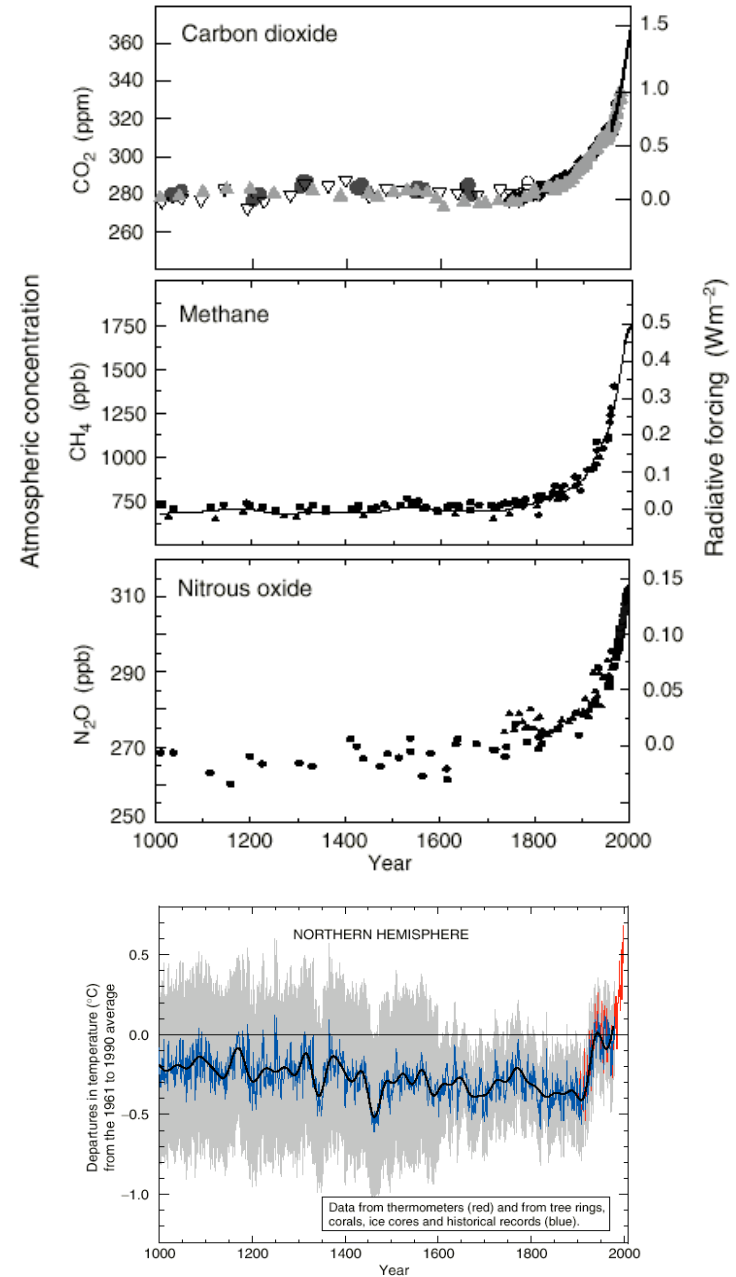 Carbon dioxide
360
340
320
300
280
260
CO2 (ppm)
1.5
1.0
0.5
0.0
Methane
1750
1500
1250
1000
750
CH4 (ppb)
0.5
0.4
0.3
0.2
0.1
0.0
Atmospheric concentration
Radiative forcing (Wm−2)
Nitrous oxide
310
290
270
250
N2O (ppb)
0.15
0.10
0.05
0.0
1000 1200 1400 1600 1800 2000
Year
NORTHERN HEMISPHERE
0.5
0.0
−0.5
−1.0
Departures in temperature (°C)
from the 1961 to 1990 average
Data from thermometers (red) and from tree rings,
corals, ice cores and historical records (blue).
1000 1200 1400 1600 1800 2000
Year